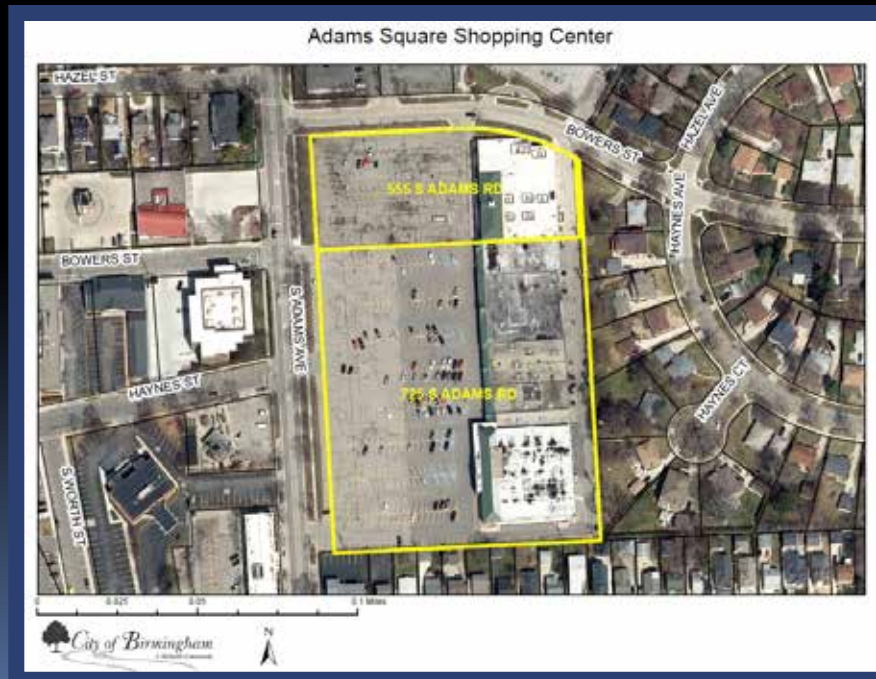 Adams Square Shopping Center
HAZEL ST
HAZEL AVE
BOWERS ST
555 S ADAMS RD
HAYNES AVE
BOWERS ST
S ADAMS AVE
HAYNES ST
725 S ADAMS RD
HAYNES CT
S WORTH ST
0 0.025 0.05 0.1 Miles
City of Birmingham
N